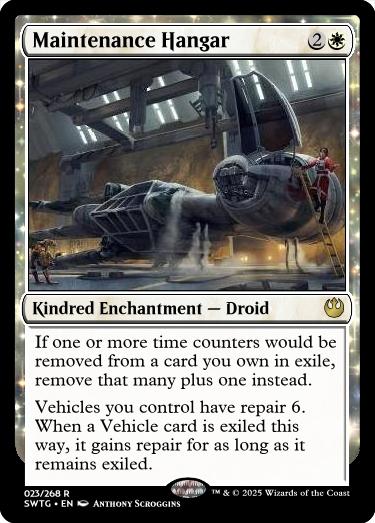 Maintenance Hangar 2
Kindred Enchantment — Droid
If one or more time counters would be
removed from a card you own in exile,
remove that many plus one instead.
Vehicles you control have repair 6.
When a Vehicle card is exiled this
way, it gains repair for as long as it
remains exiled.
023/268 R
SWTG • EN Anthony Scroggins
™ & © 2025 Wizards of the Coast